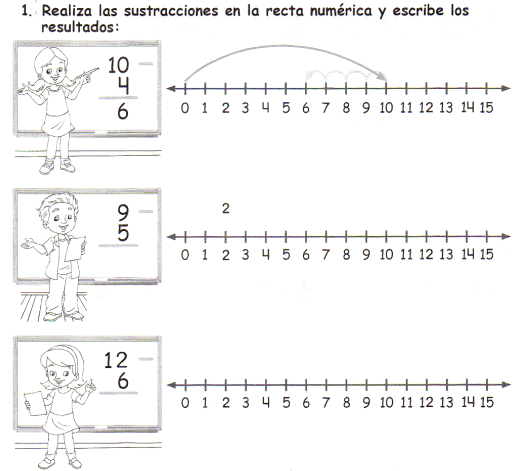 1. Realiza las sustracciones en la recta numérica y escribe los
resultados:
10 –
4
6
0 1 2 3 4 5 6 7 8 9 10 11 12 13 14 15
9 –
5
2
0 1 2 3 4 5 6 7 8 9 10 11 12 13 14 15
12 –
6
0 1 2 3 4 5 6 7 8 9 10 11 12 13 14 15